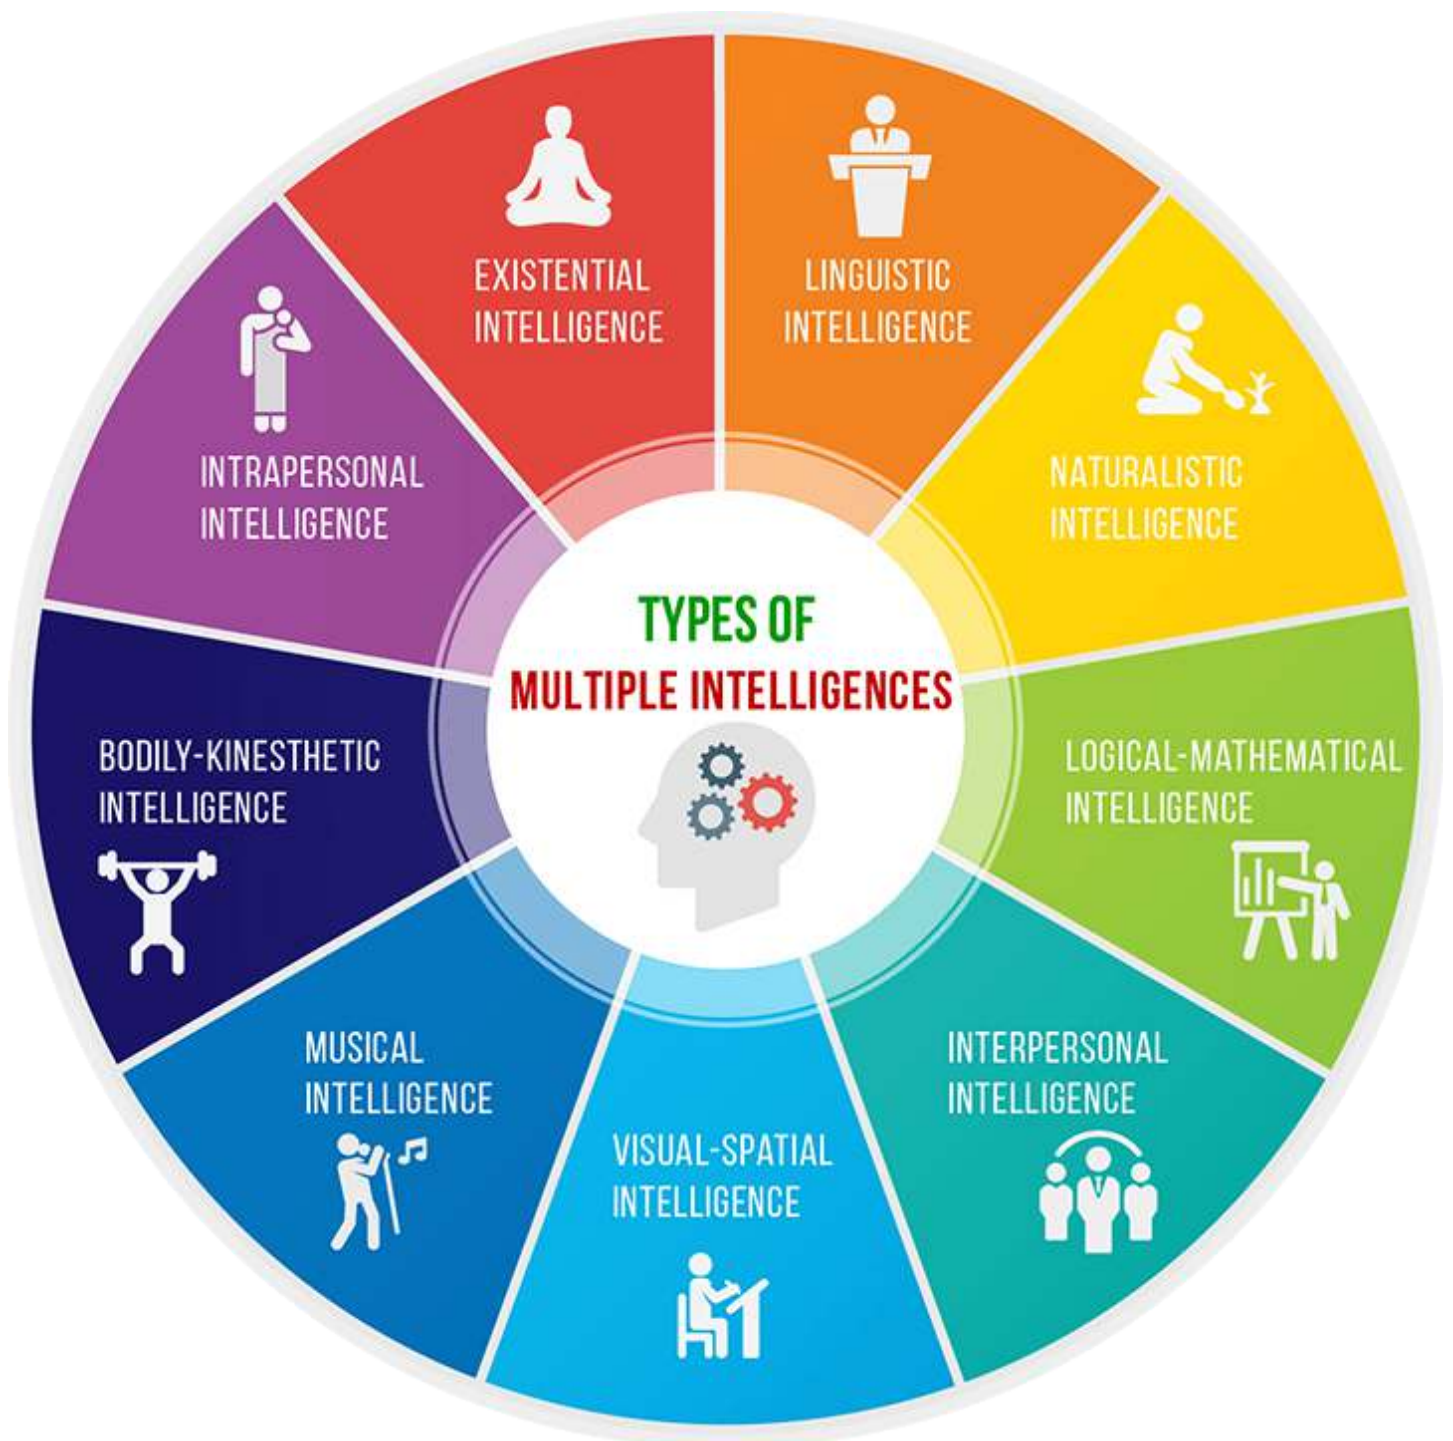 TYPES OF
MULTIPLE INTELLIGENCES
EXISTENTIAL
INTELLIGENCE
LINGUISTIC
INTELLIGENCE
NATURALISTIC
INTELLIGENCE
LOGICAL-MATHEMATICAL
INTELLIGENCE
INTERPERSONAL
INTELLIGENCE
VISUAL-SPATIAL
INTELLIGENCE
MUSICAL
INTELLIGENCE
BODILY-KINESTHETIC
INTELLIGENCE
INTRAPERSONAL
INTELLIGENCE